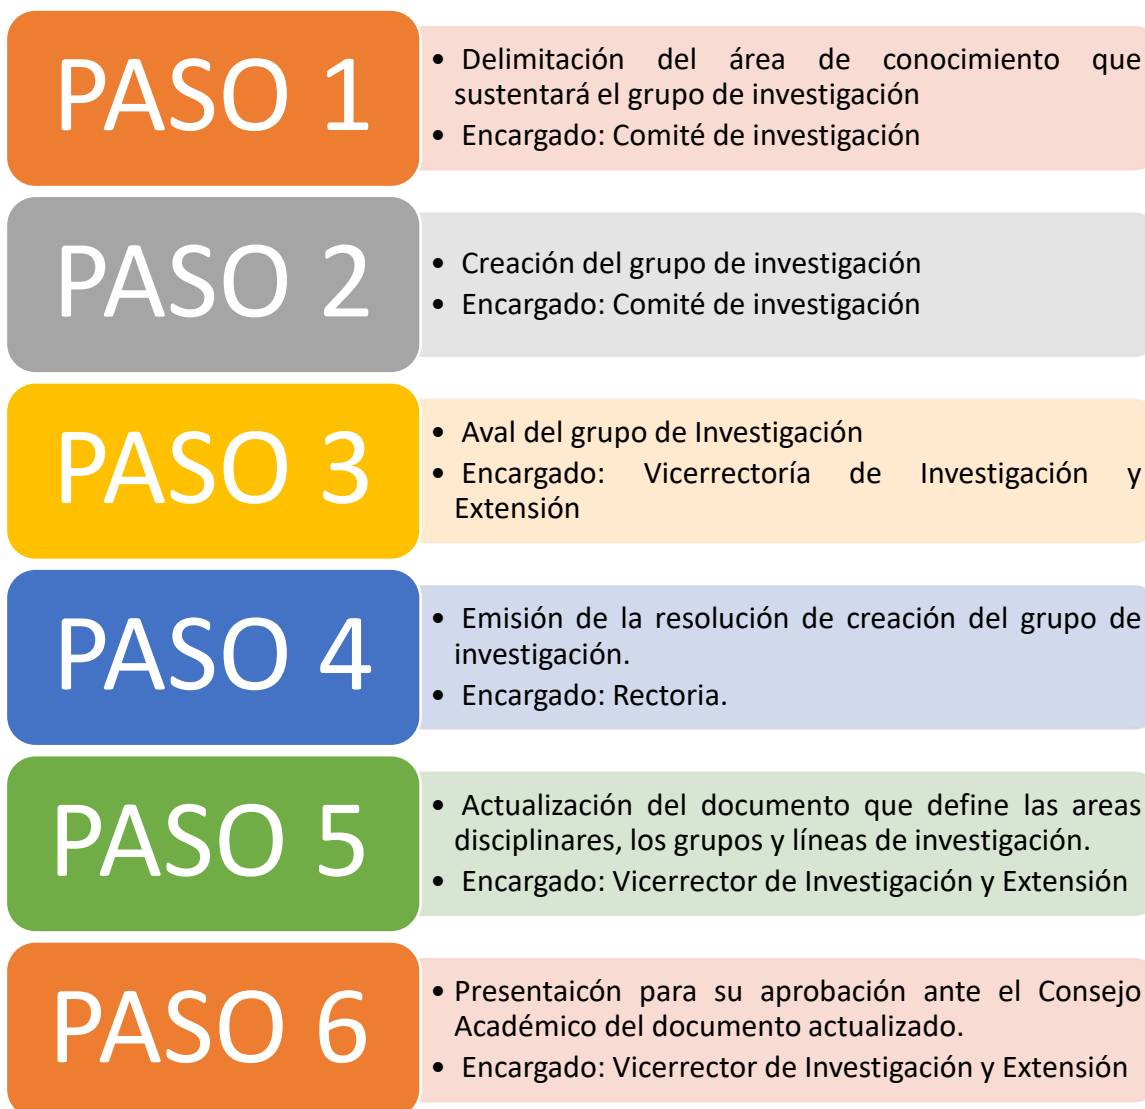 PASO 1
• Delimitación del área de conocimiento que
sustentará el grupo de investigación
• Encargado: Comité de investigación
PASO 2
• Creación del grupo de investigación
• Encargado: Comité de investigación
PASO 3
• Aval del grupo de Investigación
• Encargado: Vicerrectoría de Investigación y
Extensión
PASO 4
• Emisión de la resolución de creación del grupo de
investigación.
• Encargado: Rectoria.
PASO 5
• Actualización del documento que define las areas
disciplinares, los grupos y líneas de investigación.
• Encargado: Vicerrector de Investigación y Extensión
PASO 6
• Presentaicón para su aprobación ante el Consejo
Académico del documento actualizado.
• Encargado: Vicerrector de Investigación y Extensión